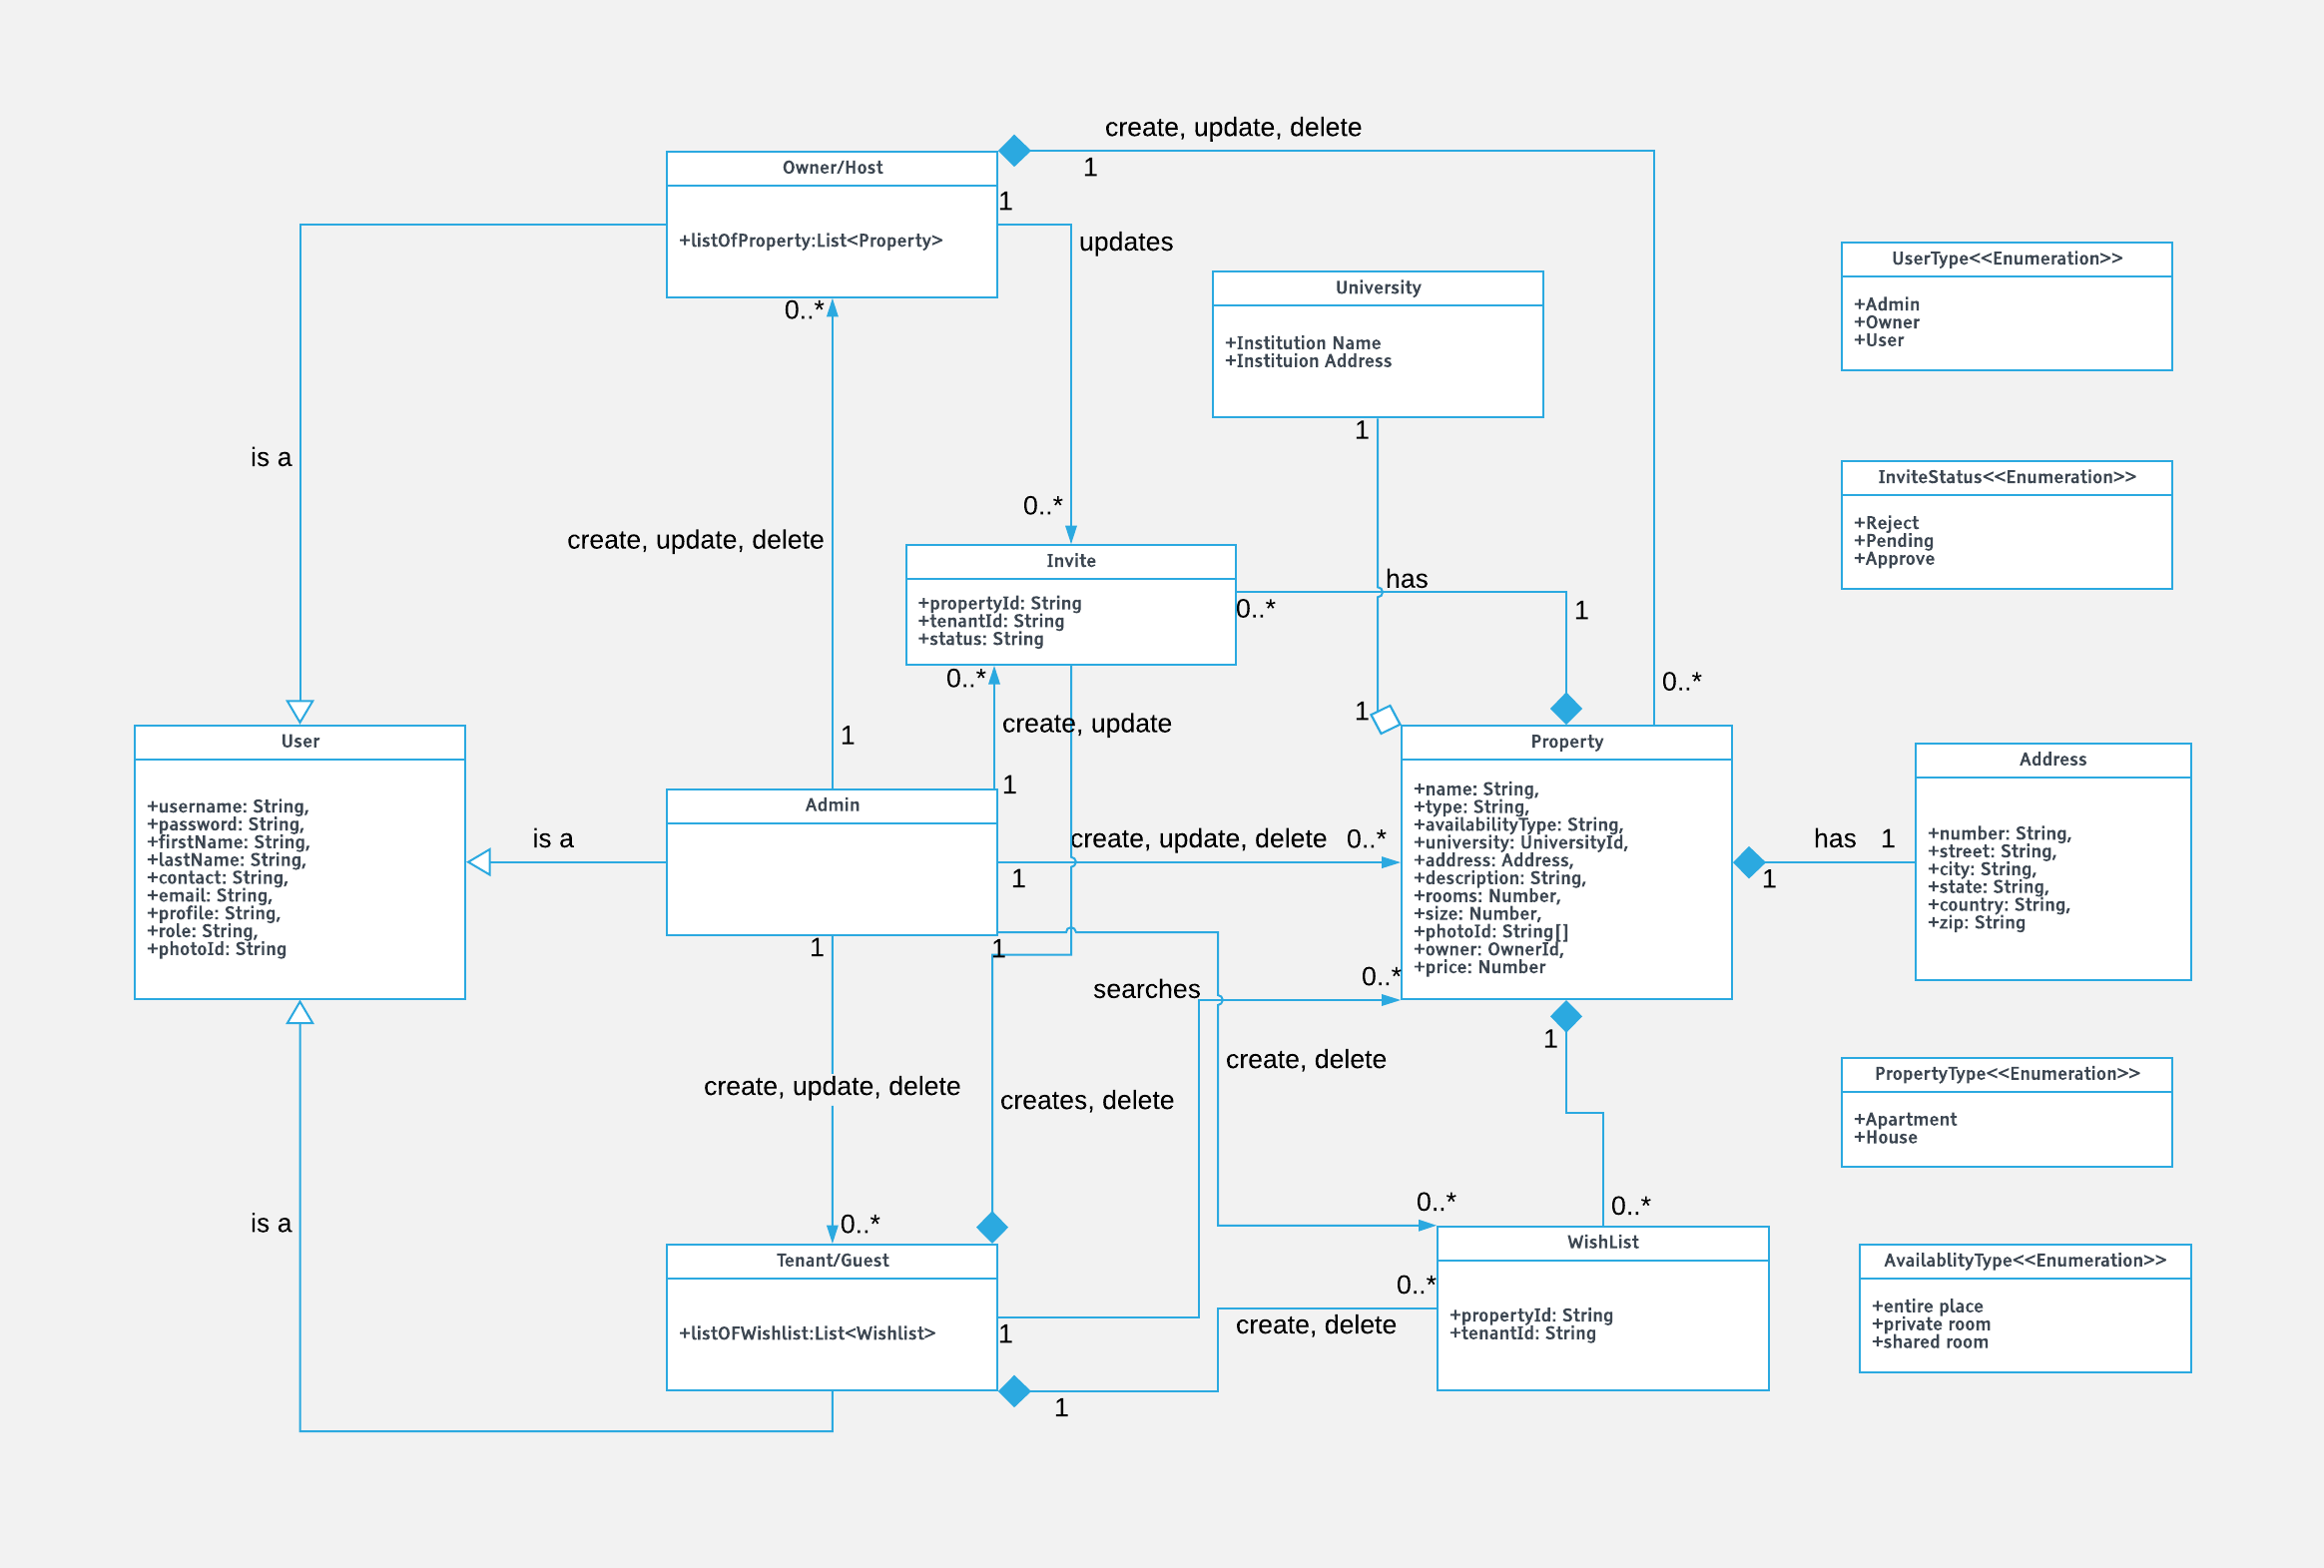 create, update, delete
1
Owner/Host
+listOfProperty:List<Property>
1
updates
0..*
is a
create, update, delete
1
0..*
University
+Institution Name
+Instituion Address
1
1
has
0..*
1
0..*
UserType<<Enumeration>>
+Admin
+Owner
+User
InviteStatus<<Enumeration>>
+Reject
+Pending
+Approve
Invite
+propertyId: String
+tenantId: String
+status: String
0..*
create, update
1
User
+username: String,
+password: String,
+firstName: String,
+lastName: String,
+contact: String,
+email: String,
+profile: String,
+role: String,
+photoId: String
is a
Admin
create, update, delete
0..*
1
Property
+name: String,
+type: String,
+availabilityType: String,
+university: UniversityId,
+address: Address,
+description: String,
+rooms: Number,
+size: Number,
+photoId: String[]
+owner: OwnerId,
+price: Number
has
1
1
Address
+number: String,
+street: String,
+city: String,
+state: String,
+country: String,
+zip: String
1
1
searches
0..*
create, update, delete
creates, delete
create, delete
1
PropertyType<<Enumeration>>
+Apartment
+House
is a
0..*
0..*
0..*
Tenant/Guest
+listOFWishlist:List<Wishlist>
1
0..*
create, delete
1
WishList
+propertyId: String
+tenantId: String
AvailablityType<<Enumeration>>
+entire place
+private room
+shared room